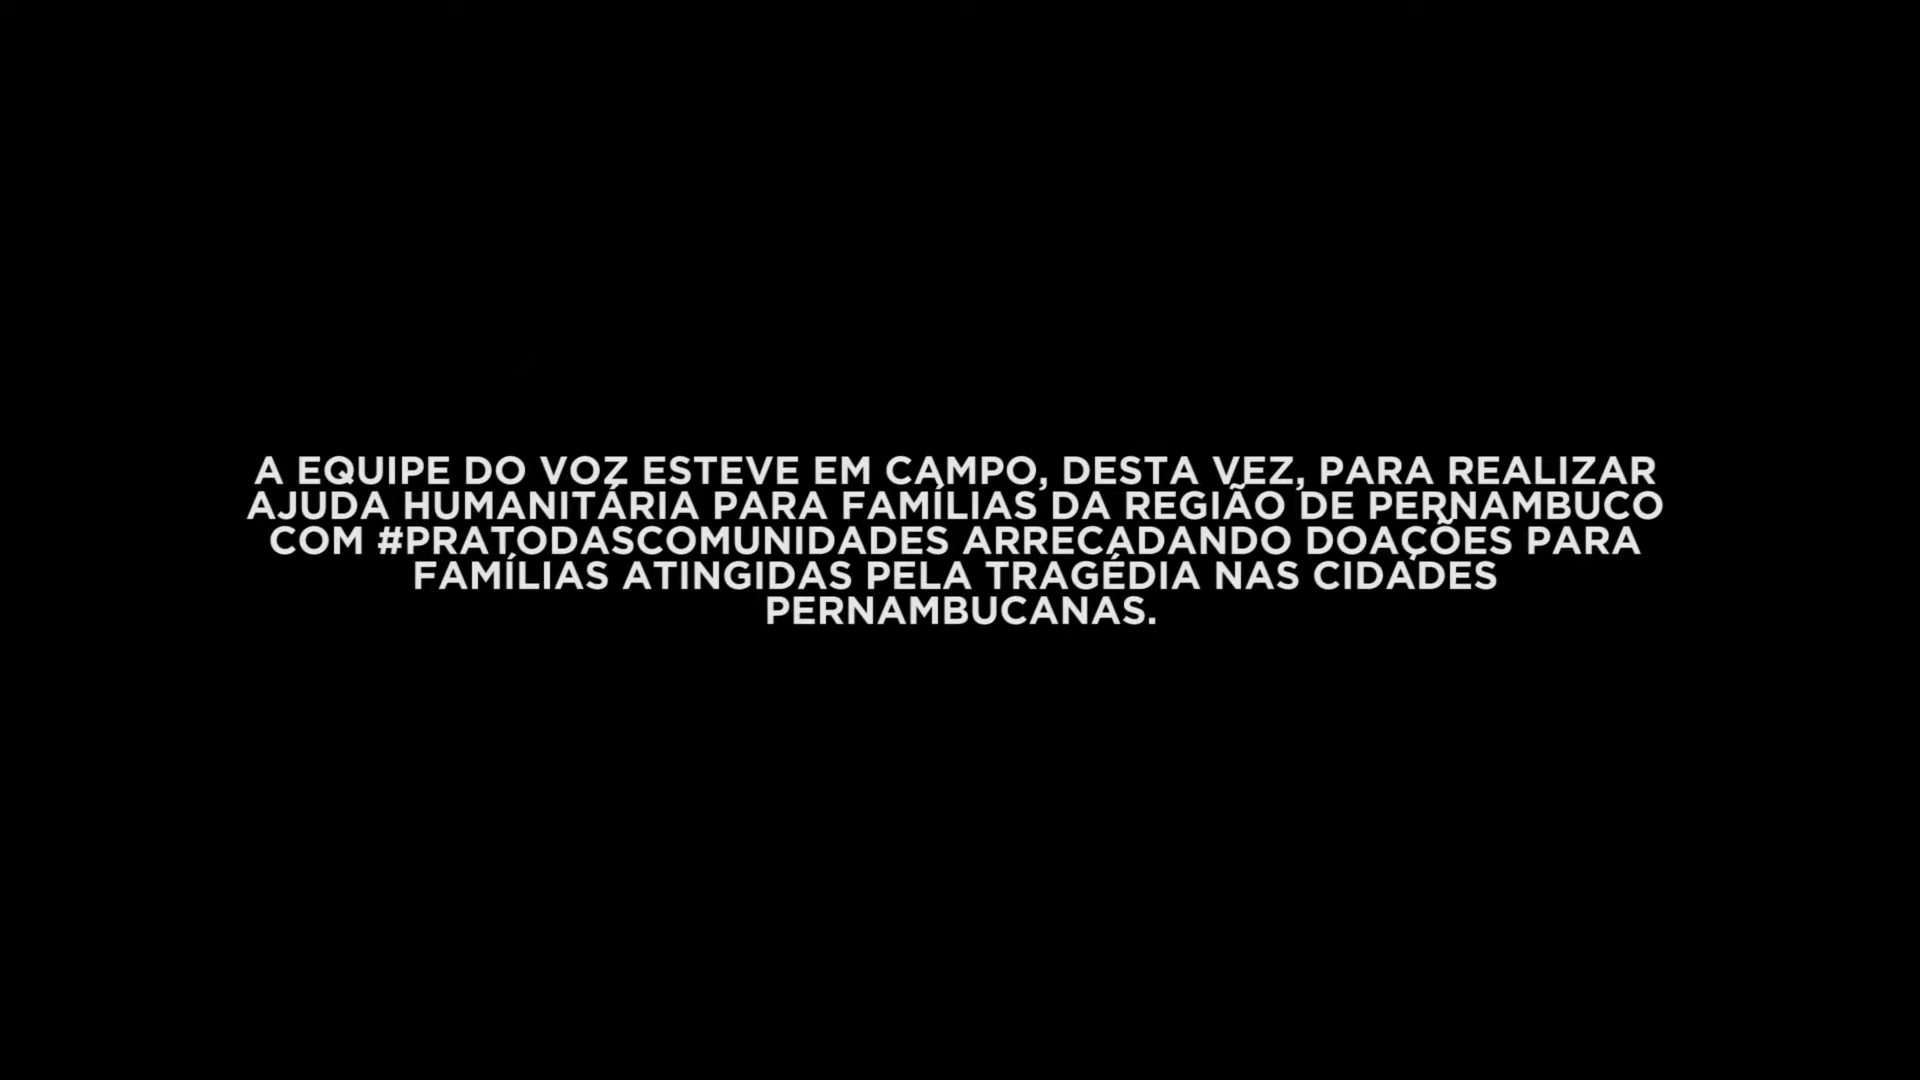 A EQUIPE DO VOZ ESTEVE EM CAMPO, DESTA VEZ, PARA REALIZAR
AJUDA HUMANITÁRIA PARA FAMÍLIAS DA REGIÃO DE PERNAMBUCO
COM #PRATODASCOMUNIDADES ARRECADANDO DOAÇÕES PARA
FAMÍLIAS ATINGIDAS PELA TRAGÉDIA NAS CIDADES
PERNAMBUCANAS.